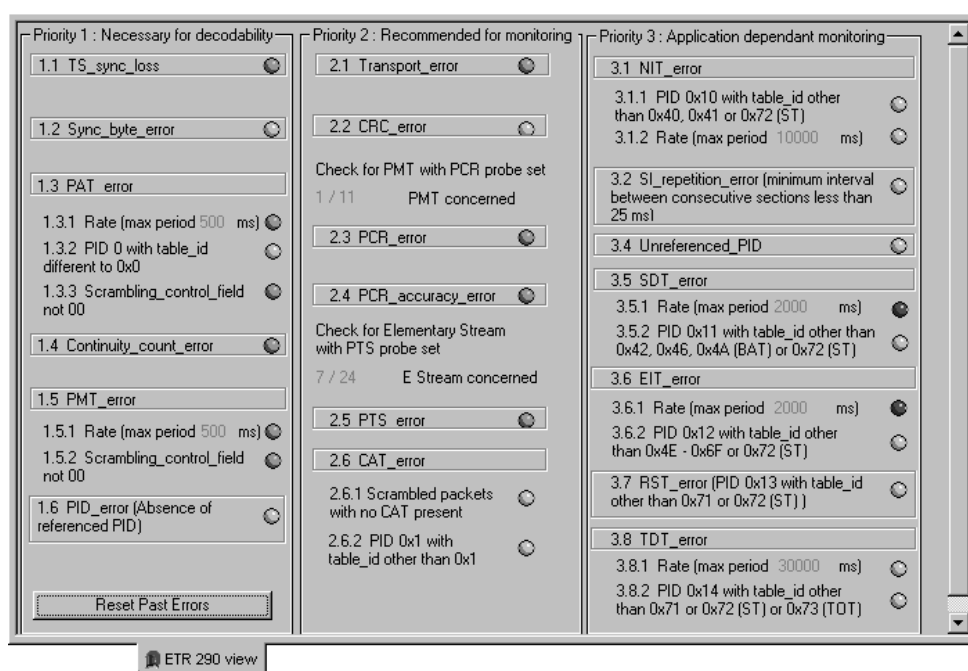 Priority 1 : Necessary for decodability
1.1 TS_sync_loss
1.2 Sync_byte_error
1.3 PAT_error
1.3.1 Rate (max period 500 ms)
1.3.2 PID 0 with table_id
different to 0x0
1.3.3 Scrambling_control_field
not 00
1.4 Continuity_count_error
1.5 PMT_error
1.5.1 Rate (max period 500 ms)
1.5.2 Scrambling_control_field
not 00
1.6 PID_error (Absence of
referenced PID)
Reset Past Errors
Priority 2 : Recommended for monitoring
2.1 Transport_error
2.2 CRC_error
Check for PMT with PCR probe set
1 / 11 PMT concerned
2.3 PCR_error
2.4 PCR_accuracy_error
Check for Elementary Stream
with PTS probe set
7 / 24 E Stream concerned
2.5 PTS_error
2.6 CAT_error
2.6.1 Scrambled packets
with no CAT present
2.6.2 PID 0x1 with
table_id other than 0x1
Priority 3 : Application dependant monitoring
3.1 NIT_error
3.1.1 PID 0x10 with table_id other
than 0x40, 0x41 or 0x72 (ST)
3.1.2 Rate (max period 10000 ms)
3.2 SI_repetition_error (minimum interval
between consecutive sections less than
25 ms)
3.4 Unreferenced_PID
3.5 SDT_error
3.5.1 Rate (max period 2000 ms)
3.5.2 PID 0x11 with table_id other than
0x42, 0x46, 0x4A (BAT) or 0x72 (ST)
3.6 EIT_error
3.6.1 Rate (max period 2000 ms)
3.6.2 PID 0x12 with table_id other
than 0x4E - 0x6F or 0x72 (ST)
3.7 RST_error (PID 0x13 with table_id
other than 0x71 or 0x72 (ST) )
3.8 TDT_error
3.8.1 Rate (max period 30000 ms)
3.8.2 PID 0x14 with table_id other
than 0x71 or 0x72 (ST) or 0x73 (TOT)
ETR 290 view